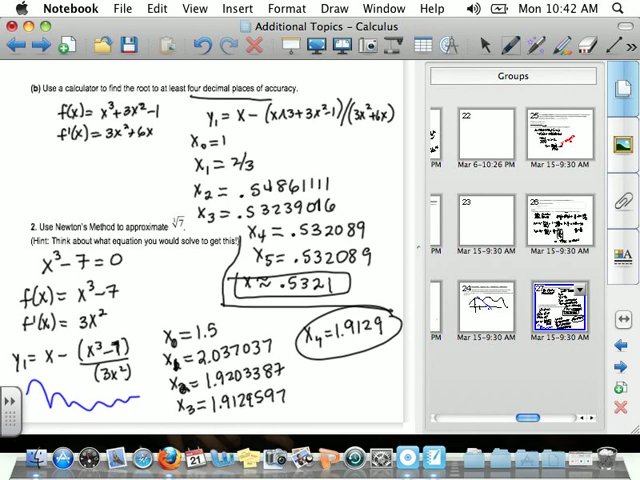 Notebook File Edit View Insert Format Window Help Mon 10:42 AM
Additional Topics - Calculus
(b) Use a calculator to find the root to at least four decimal places of accuracy.
f(x) = x³+3x²-1
f'(x) = 3x²+6x
y₁ = x - (x^3+3x²-1)/(3x²+6x)
x₀ = 1
x₁ = 2/3
x₂ = .54861111
x₃ = .53239016
x₄ = .532089
x₅ = .532089
x ≈ .5321
2. Use Newton's Method to approximate ∛7.
(Hint: Think about what equation you would solve to get this!)
x³-7=0
f(x) = x³-7
f'(x) = 3x²
y₁ = x - (x³-7)
(3x²)
x₀ = 1.5
x₁ = 2.037037
x₂ = 1.9203387
x₃ = 1.9129597
x₄ = 1.9129
Groups
22
25
Mar 6-10:26 PM
Mar 15-9:30 AM
23
26
Mar 15-9:30 AM
Mar 15-9:30 AM
24
Mar 15-9:30 AM
Mar 15-9:30 AM
21